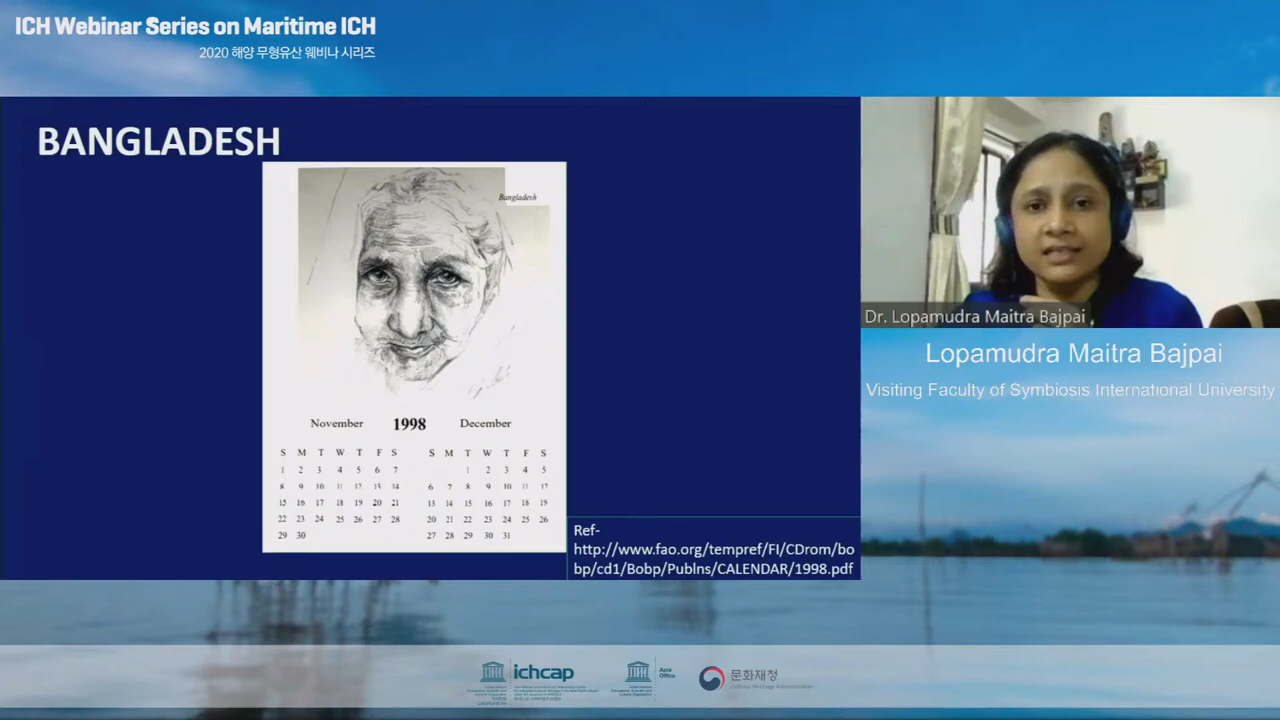 ICH Webinar Series on Maritime ICH
2020 해양 무형유산 웨비나 시리즈
BANGLADESH
Bangladesh
November 1998 December
S M T W T F S S M T W T F S
1 2 3 4 5 6 7 1 2 3 4 5
8 9 10 11 12 13 14 6 7 8 9 10 11 12
15 16 17 18 19 20 21 13 14 15 16 17 18 19
22 23 24 25 26 27 28 20 21 22 23 24 25 26
29 30 27 28 29 30 31
Ref-
http://www.fao.org/tempref/FI/CDrom/bo
bp/cd1/Bobp/Publns/CALENDAR/1998.pdf
Dr. Lopamudra Maitra Bajpai
Lopamudra Maitra Bajpai
Visiting Faculty of Symbiosis International University
ichcap
Apia
Office
문화재청
Cultural Heritage Administration